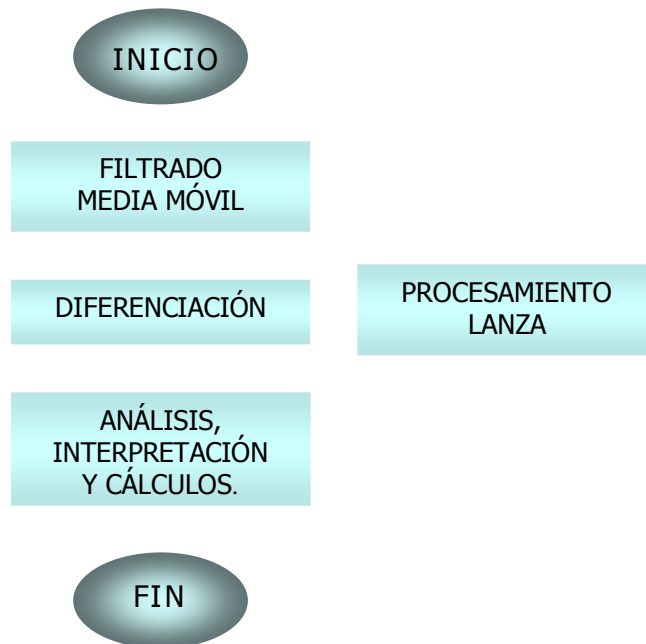 INICIO
FILTRADO
MEDIA MÓVIL
DIFERENCIACIÓN
PROCESAMIENTO
LANZA
ANÁLISIS,
INTERPRETACIÓN
Y CÁLCULOS.
FIN